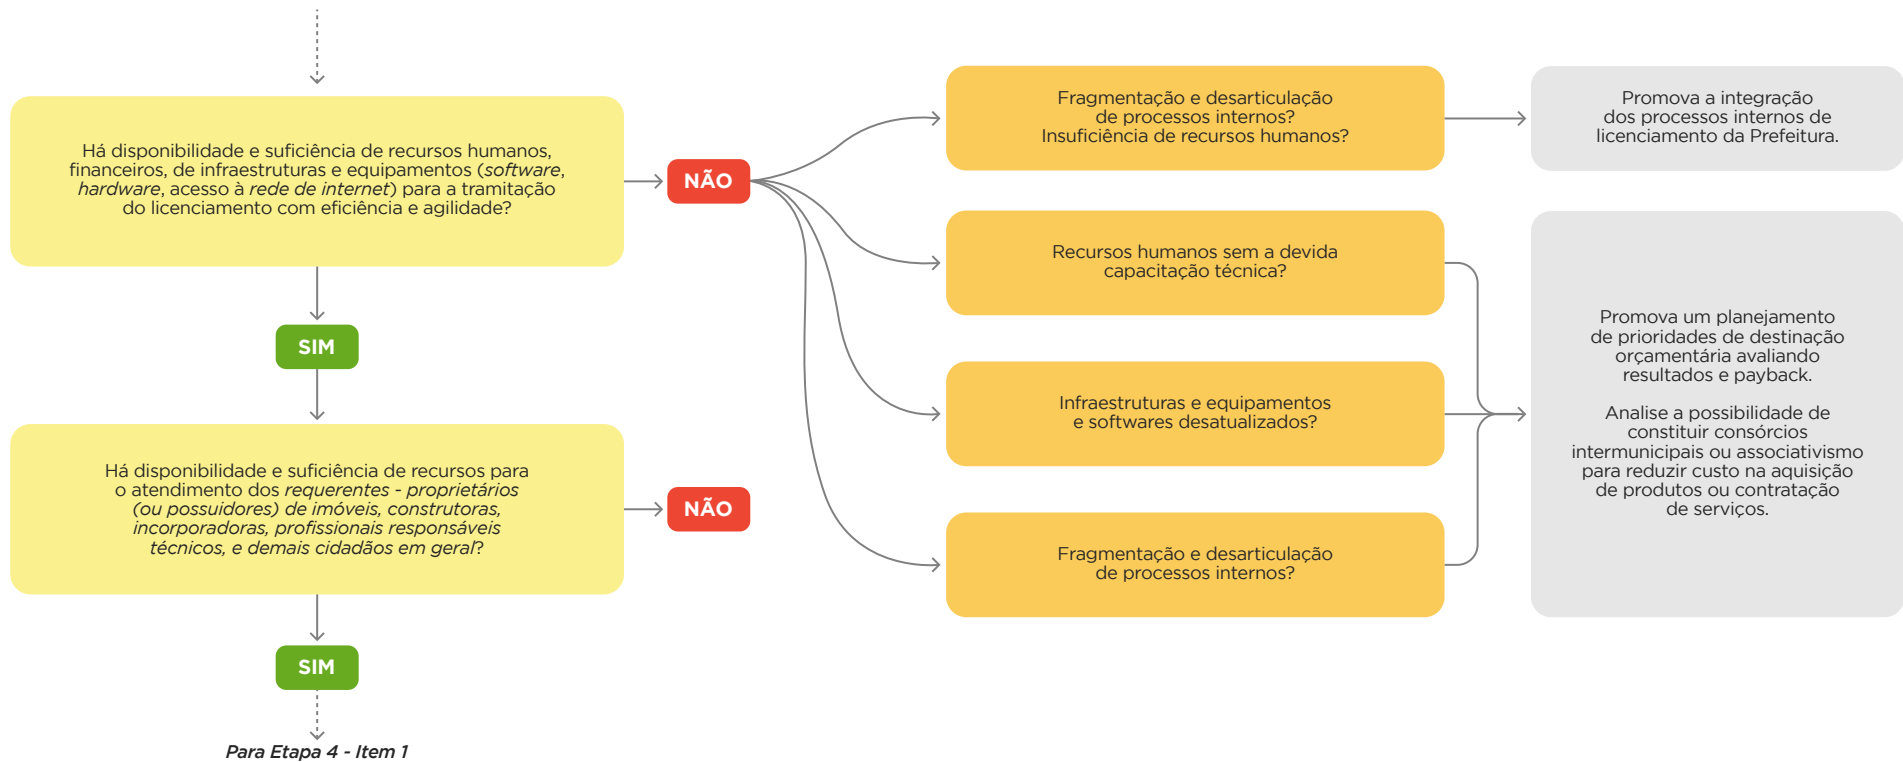 Há disponibilidade e suficiência de recursos humanos,
financeiros, de infraestruturas e equipamentos (software,
hardware, acesso à rede de internet) para a tramitação
do licenciamento com eficiência e agilidade?
NÃO
Fragmentação e desarticulação
de processos internos?
Insuficiência de recursos humanos?
Promova a integração
dos processos internos de
licenciamento da Prefeitura.
Recursos humanos sem a devida
capacitação técnica?
SIM
Infraestruturas e equipamentos
e softwares desatualizados?
Promova um planejamento
de prioridades de destinação
orçamentária avaliando
resultados e payback.
Analise a possibilidade de
constituir consórcios
intermunicipais ou associativismo
para reduzir custo na aquisição
de produtos ou contratação
de serviços.
Há disponibilidade e suficiência de recursos para
o atendimento dos requerentes - proprietários
(ou possuidores) de imóveis, construtoras,
incorporadoras, profissionais responsáveis
técnicos, e demais cidadãos em geral?
NÃO
Fragmentação e desarticulação
de processos internos?
SIM
Para Etapa 4 - Item 1